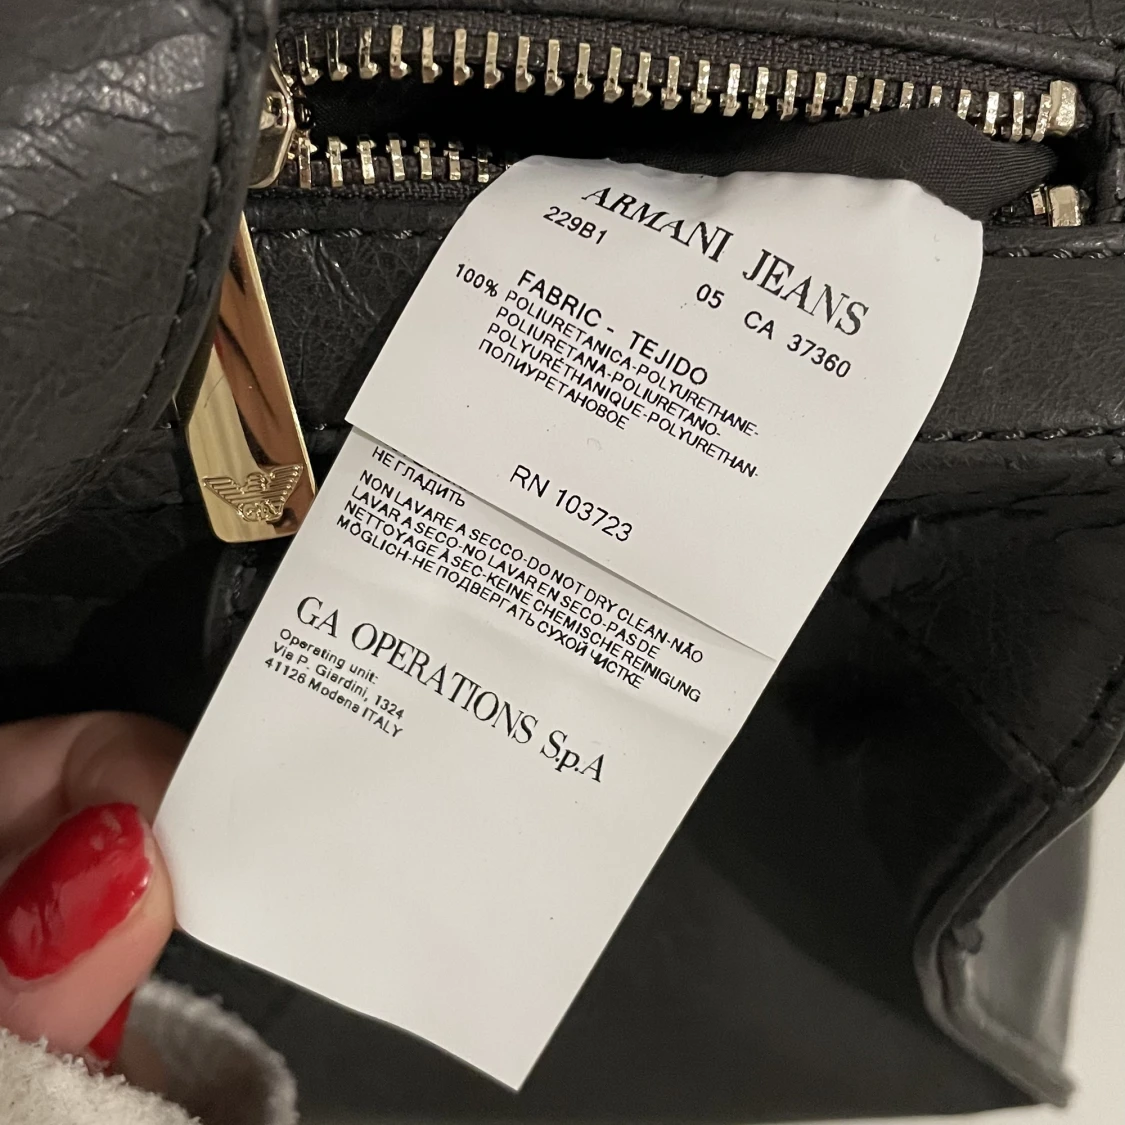 ARMANI JEANS
229B1 05 CA 37360
FABRIC - TEJIDO
100% POLIURETANICA-POLYURETHANE-
POLIURETANA-POLIURETANO-
POLYURÉTHANIQUE-POLYURETHAN-
ПОЛИУРЕТАНОВОЕ
RN 103723
НЕ ГЛАДИТЬ
NON LAVARE A SECCO-DO NOT DRY CLEAN-NÃO
LAVAR A SECO-NO LAVAR EN SECO-PAS DE
NETTOYAGE À SEC-KEINE CHEMISCHE REINIGUNG
MÖGLICH-НЕ ПОДВЕРГАТЬ СУХОЙ ЧИСТКЕ
GA OPERATIONS S.p.A
Operating unit:
Via P. Giardini, 1324
41126 Modena ITALY
GA